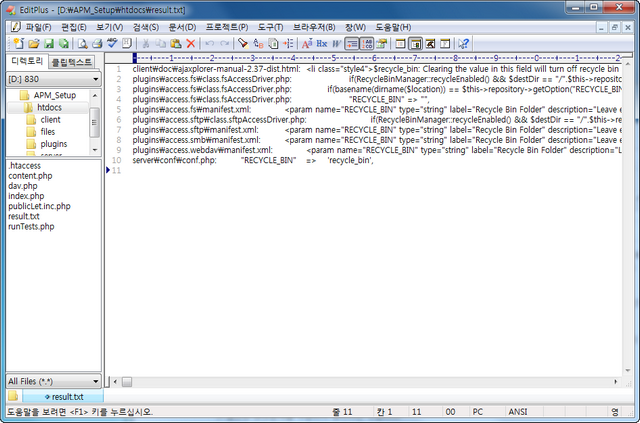 EditPlus - [D:₩APM_Setup₩htdocs₩result.txt]
파일(F) 편집(E) 보기(V) 검색(S) 문서(D) 프로젝트(P) 도구(T) 브라우저(B) 창(W) 도움말(H)
디렉토리 클립텍스트
[D:] 830
APM_Setup
htdocs
client
files
plugins
server
.htaccess
content.php
dav.php
index.php
publicLet.inc.php
result.txt
runTests.php
All Files (*.*)
1 client₩doc₩ajaxplorer-manual-2.37-dist.html: <li class="style4">$recycle_bin: Clearing the value in this field will turn off recycle bin
2 plugins₩access.fs₩class.fsAccessDriver.php: if(RecycleBinManager::recycleEnabled() && $destDir == "/".$this->reposito
3 plugins₩access.fs₩class.fsAccessDriver.php: if(basename(dirname($location)) == $this->repository->getOption("RECYCLE_BIN
4 plugins₩access.fs₩class.fsAccessDriver.php: "RECYCLE_BIN" => "",
5 plugins₩access.fs₩manifest.xml: <param name="RECYCLE_BIN" type="string" label="Recycle Bin Folder" description="Leave e
6 plugins₩access.sftp₩class.sftpAccessDriver.php: if(RecycleBinManager::recycleEnabled() && $destDir == "/".$this->repo
7 plugins₩access.sftp₩manifest.xml: <param name="RECYCLE_BIN" type="string" label="Recycle Bin Folder" description="Leave
8 plugins₩access.smb₩manifest.xml: <param name="RECYCLE_BIN" type="string" label="Recycle Bin Folder" description="Leave
9 plugins₩access.webdav₩manifest.xml: <param name="RECYCLE_BIN" type="string" label="Recycle Bin Folder" description="L
10 server₩conf₩conf.php: "RECYCLE_BIN" => 'recycle_bin',
11
result.txt
도움말을 보려면 <F1> 키를 누르십시오. 줄 11 칸 1 11 00 PC ANSI 영